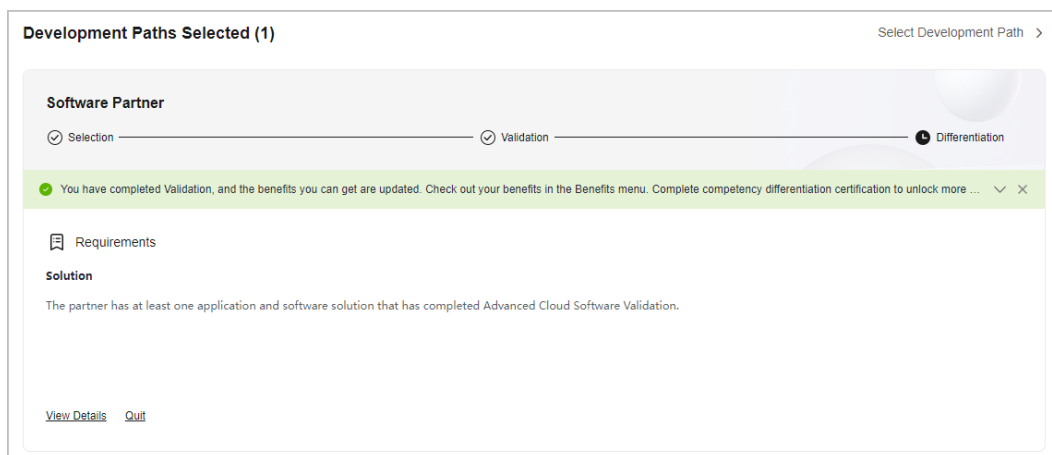 Development Paths Selected (1)
Select Development Path
Software Partner
Selection
Validation
Differentiation
You have completed Validation, and the benefits you can get are updated. Check out your benefits in the Benefits menu. Complete competency differentiation certification to unlock more ...
Requirements
Solution
The partner has at least one application and software solution that has completed Advanced Cloud Software Validation.
View Details Quit